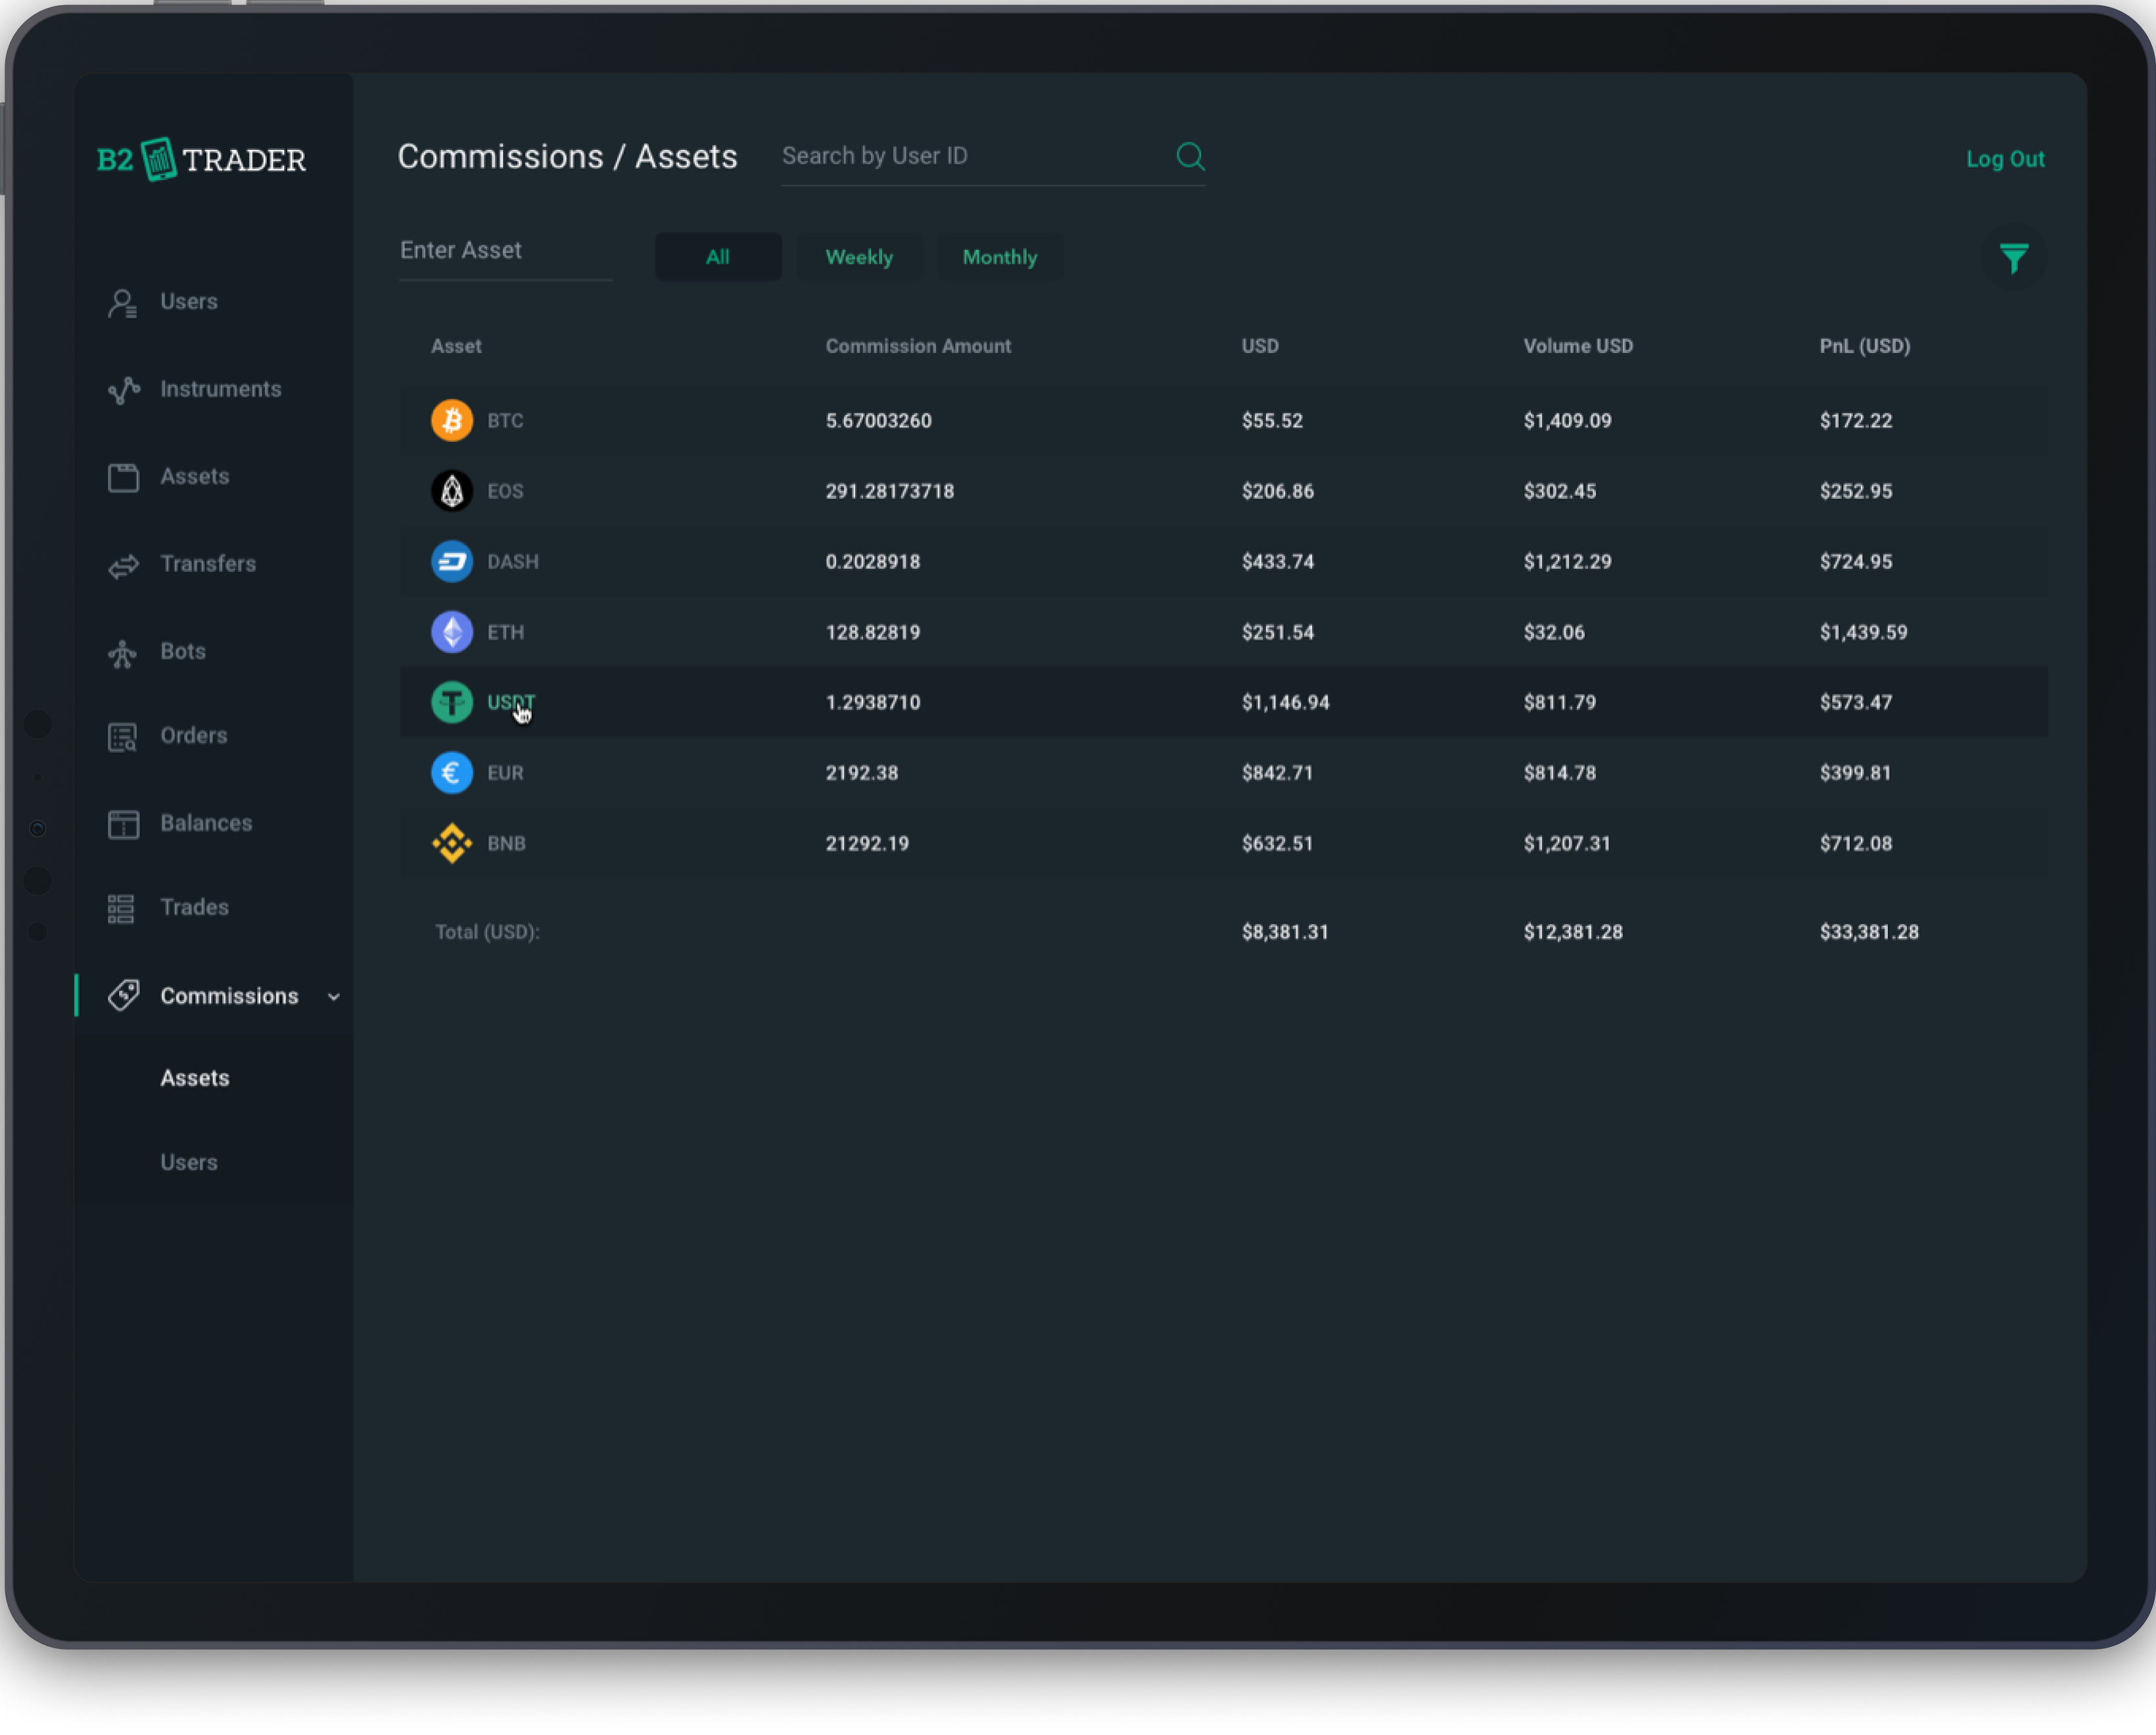 B2 TRADER
Commissions / Assets
Search by User ID
Log Out
Enter Asset
All
Weekly
Monthly
Users
Instruments
Assets
Transfers
Bots
Orders
Balances
Trades
Commissions
Assets
Users
Asset Commission Amount USD Volume USD PnL (USD)
BTC 5.67003260 $55.52 $1,409.09 $172.22
EOS 291.28173718 $206.86 $302.45 $252.95
DASH 0.2028918 $433.74 $1,212.29 $724.95
ETH 128.82819 $251.54 $32.06 $1,439.59
USDT 1.2938710 $1,146.94 $811.79 $573.47
EUR 2192.38 $842.71 $814.78 $399.81
BNB 21292.19 $632.51 $1,207.31 $712.08
Total (USD): $8,381.31 $12,381.28 $33,381.28